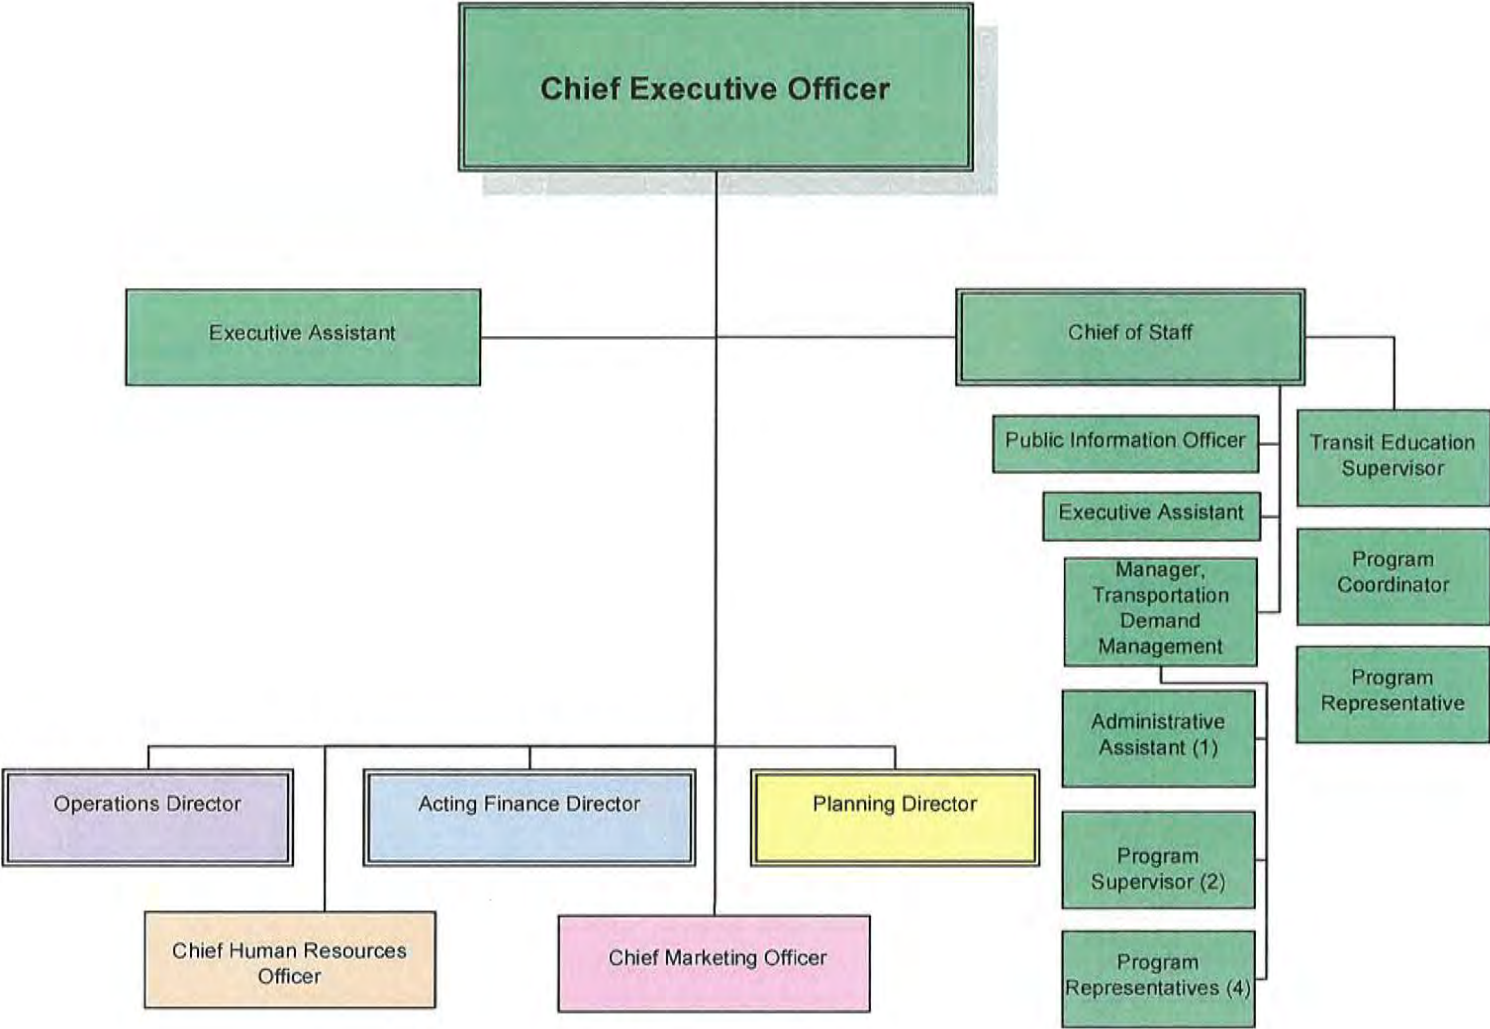 Chief Executive Officer
Executive Assistant
Chief of Staff
Public Information Officer
Executive Assistant
Manager,
Transportation
Demand
Management
Administrative
Assistant (1)
Program
Supervisor (2)
Program
Representatives (4)
Transit Education
Supervisor
Program
Coordinator
Program
Representative
Operations Director
Acting Finance Director
Planning Director
Chief Human Resources
Officer
Chief Marketing Officer